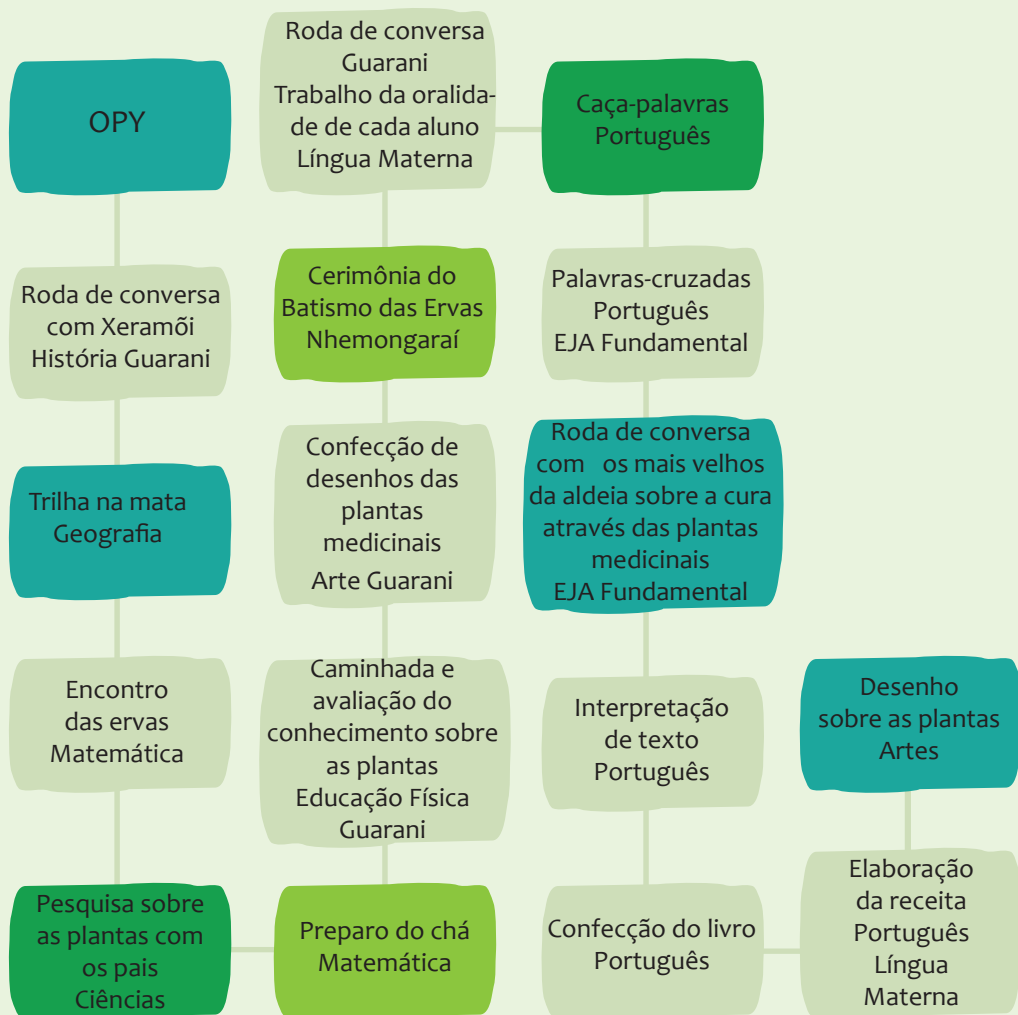 OPY
Roda de conversa
com Xeramõi
História Guarani
Trilha na mata
Geografia
Encontro
das ervas
Matemática
Pesquisa sobre
as plantas com
os pais
Ciências
Preparo do chá
Matemática
Caminhada e
avaliação do
conhecimento sobre
as plantas
Educação Física
Guarani
Confecção de
desenhos das
plantas
medicinais
Arte Guarani
Cerimônia do
Batismo das Ervas
Nhemongaraí
Roda de conversa
Guarani
Trabalho da oralida-
de de cada aluno
Língua Materna
Caça-palavras
Português
Palavras-cruzadas
Português
EJA Fundamental
Roda de conversa
com os mais velhos
da aldeia sobre a cura
através das plantas
medicinais
EJA Fundamental
Interpretação
de texto
Português
Confecção do livro
Português
Elaboração
da receita
Português
Língua
Materna
Desenho
sobre as plantas
Artes